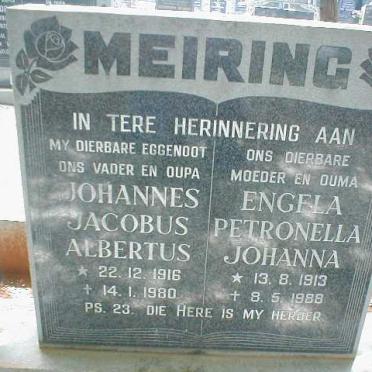 MEIRING
IN TERE HERINNERING AAN
MY DIERBARE EGGENOOT
ONS VADER EN OUPA
JOHANNES
JACOBUS
ALBERTUS
★ 22.12.1916
✝ 14.1.1980
ONS DIERBARE
MOEDER EN OUMA
ENGELA
PETRONELLA
JOHANNA
★ 13.8.1913
✝ 8.5.1988
PS. 23. DIE HERE IS MY HERDER